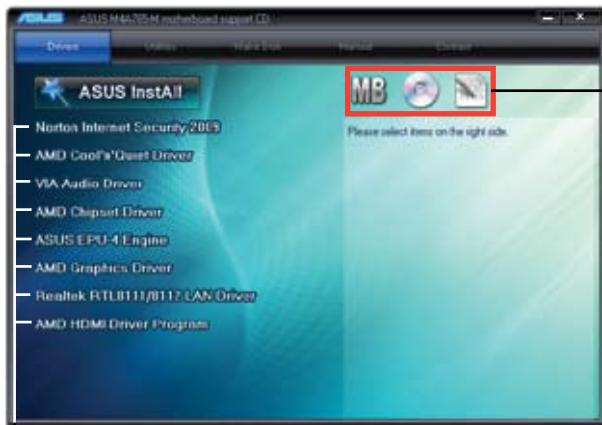 ASUS ASUS M4A785-M motherboard support CD
Drivers Utilities Make Disk Manual Contact
ASUS InstAll
MB
Norton Internet Security 2009
Please select items on the right side.
AMD Cool'n'Quiet Driver
VIA Audio Driver
AMD Chipset Driver
ASUS EPU-4 Engine
AMD Graphics Driver
Realtek RTL8111/8112 LAN Driver
AMD HDMI Driver Program